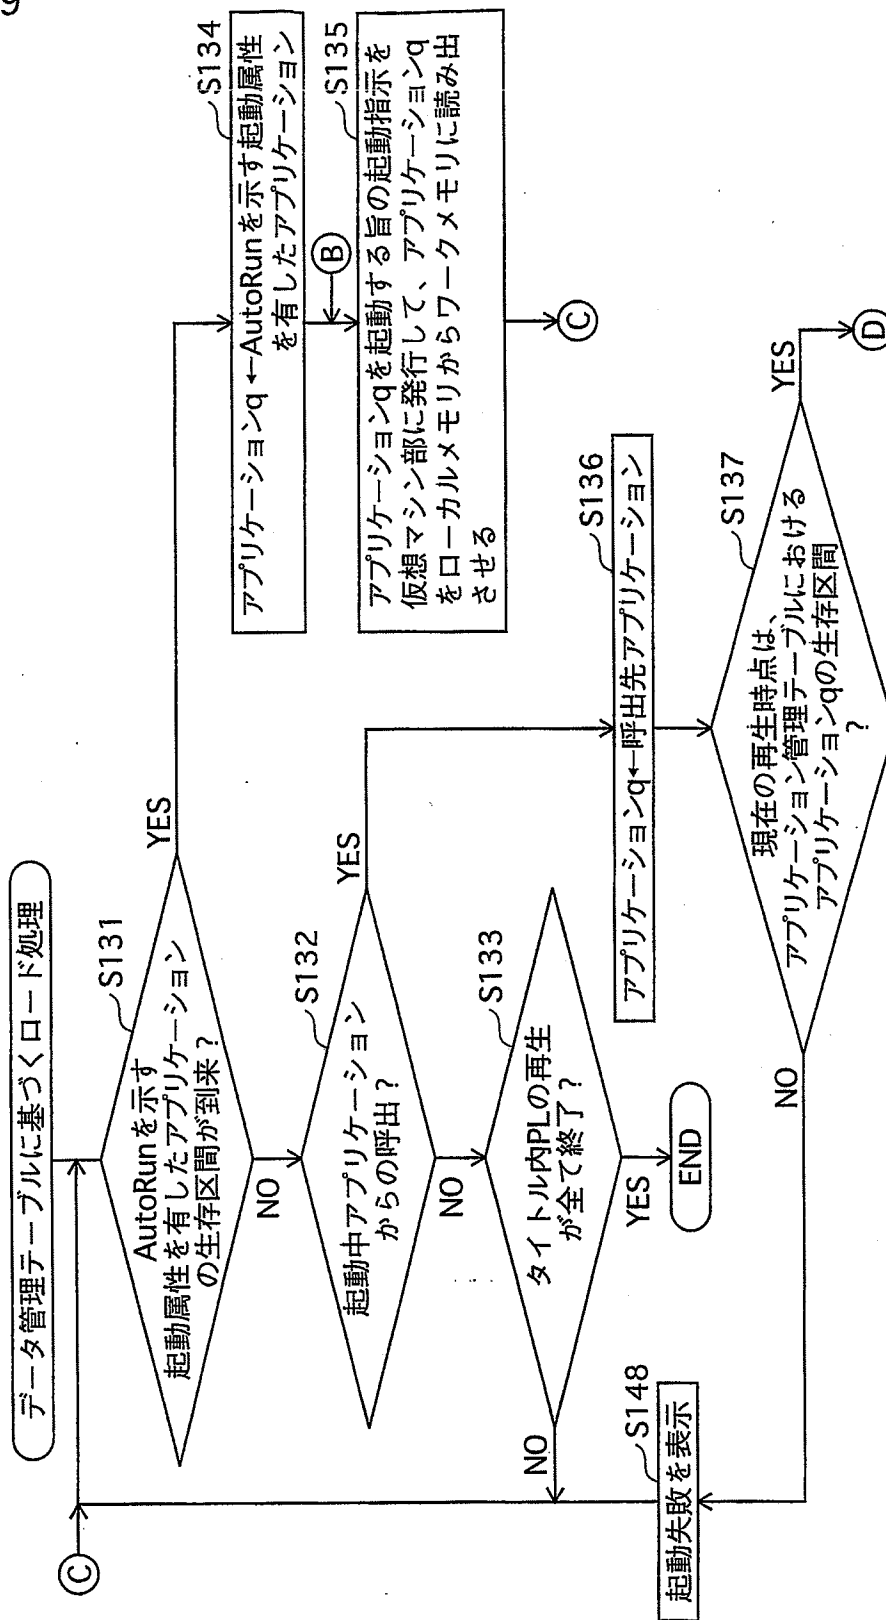 9
データ管理テーブルに基づくロード処理
S131
AutoRunを示す
起動属性を有したアプリケーション
の生存区間が到来?
YES
NO
S132
起動中アプリケーション
からの呼出?
YES
NO
S133
タイトル内PLの再生
が全て終了?
NO
YES
END
S134
アプリケーションq←AutoRunを示す起動属性
を有したアプリケーション
B
S135
アプリケーションqを起動する旨の起動指示を
仮想マシン部に発行して、アプリケーションq
をローカルメモリからワークメモリに読み出
させる
C
S136
アプリケーションq←呼出先アプリケーション
S137
現在の再生時点は、
アプリケーション管理テーブルにおける
アプリケーションqの生存区間
?
YES
D
NO
S148
起動失敗を表示
C